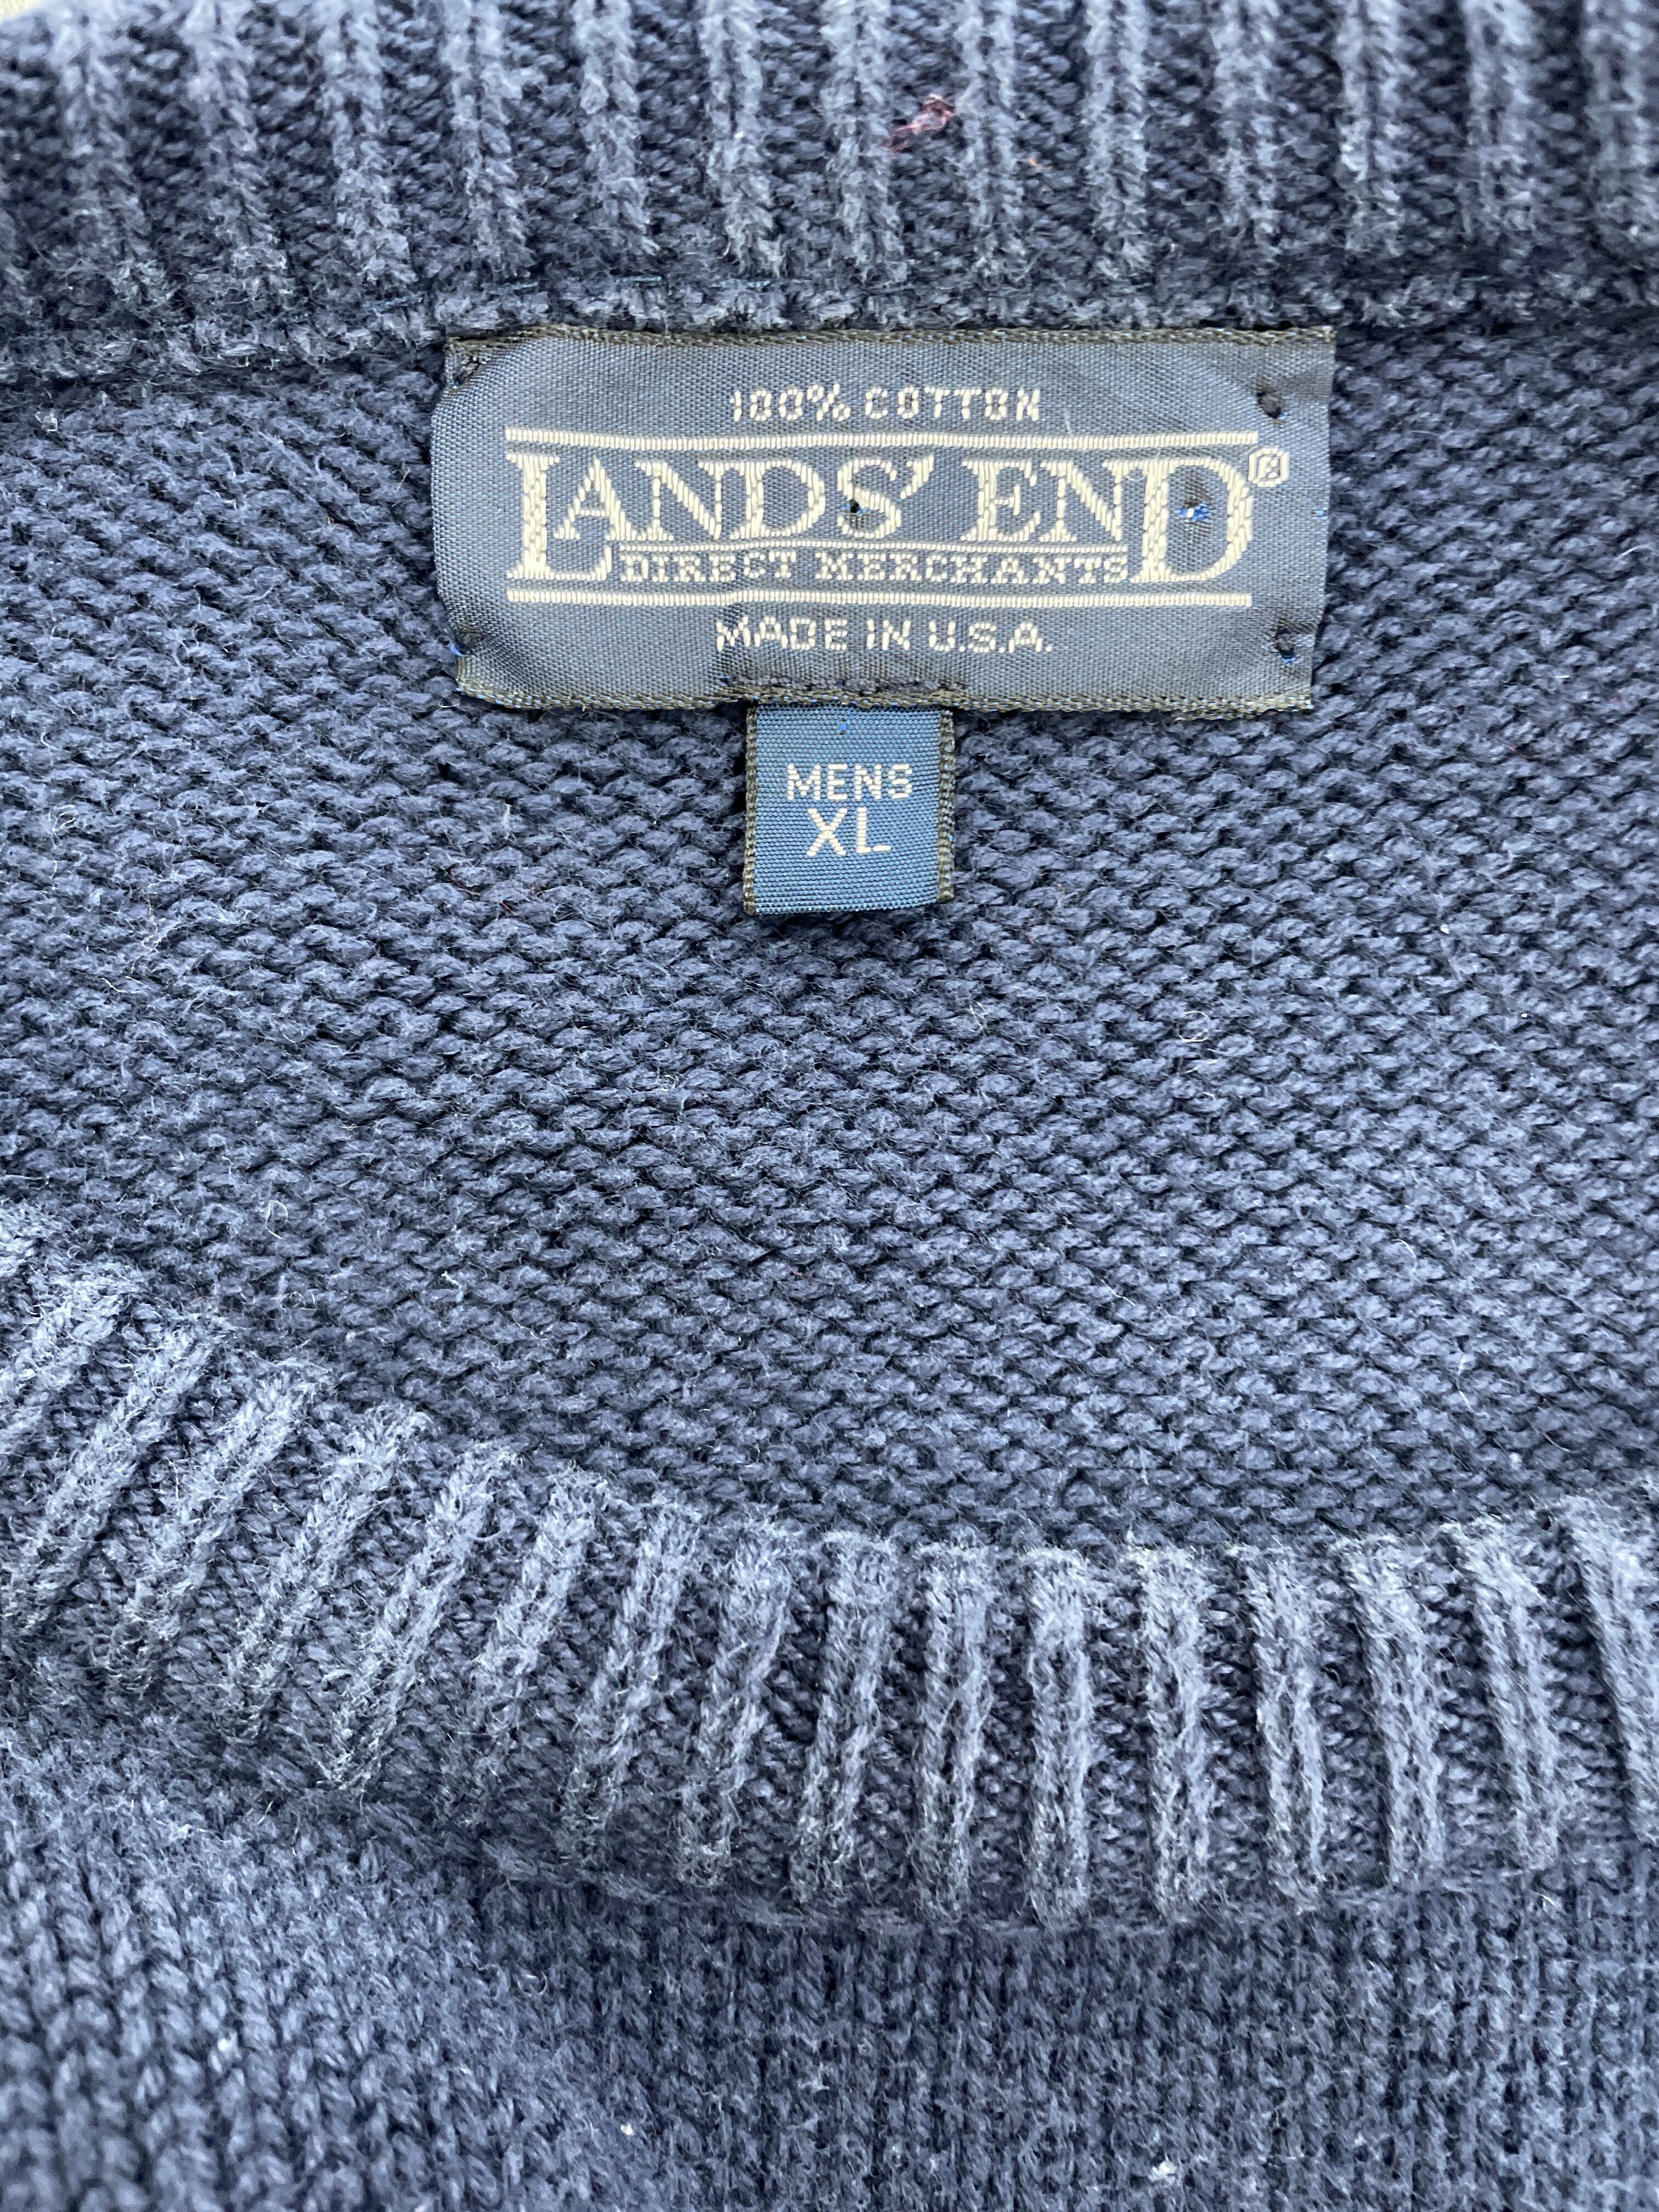 100% COTTON
LANDS' END®
DIRECT MERCHANTS
MADE IN U.S.A.
MENS
XL